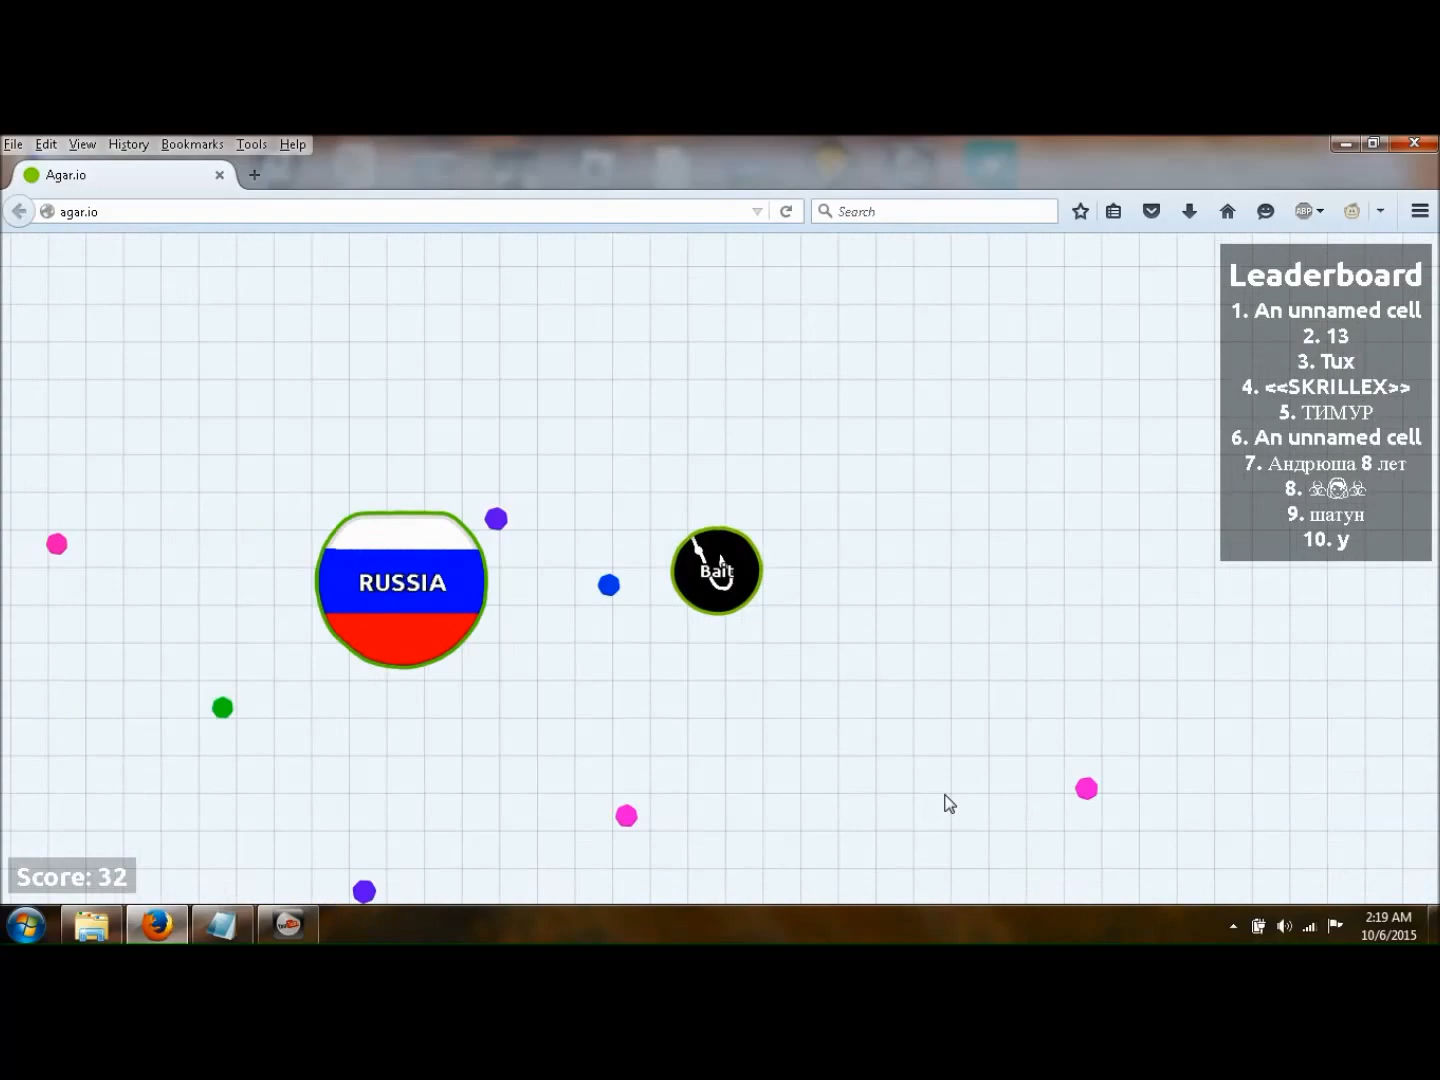 File Edit View History Bookmarks Tools Help
Agar.io
agar.io
Search
ABP
Leaderboard
1. An unnamed cell
2. 13
3. Tux
4. <<SKRILLEX>>
5. ТИМУР
6. An unnamed cell
7. Андрюша 8 лет
8.
9. шатун
10. y
RUSSIA
Bait
Score: 32
2:19 AM
10/6/2015